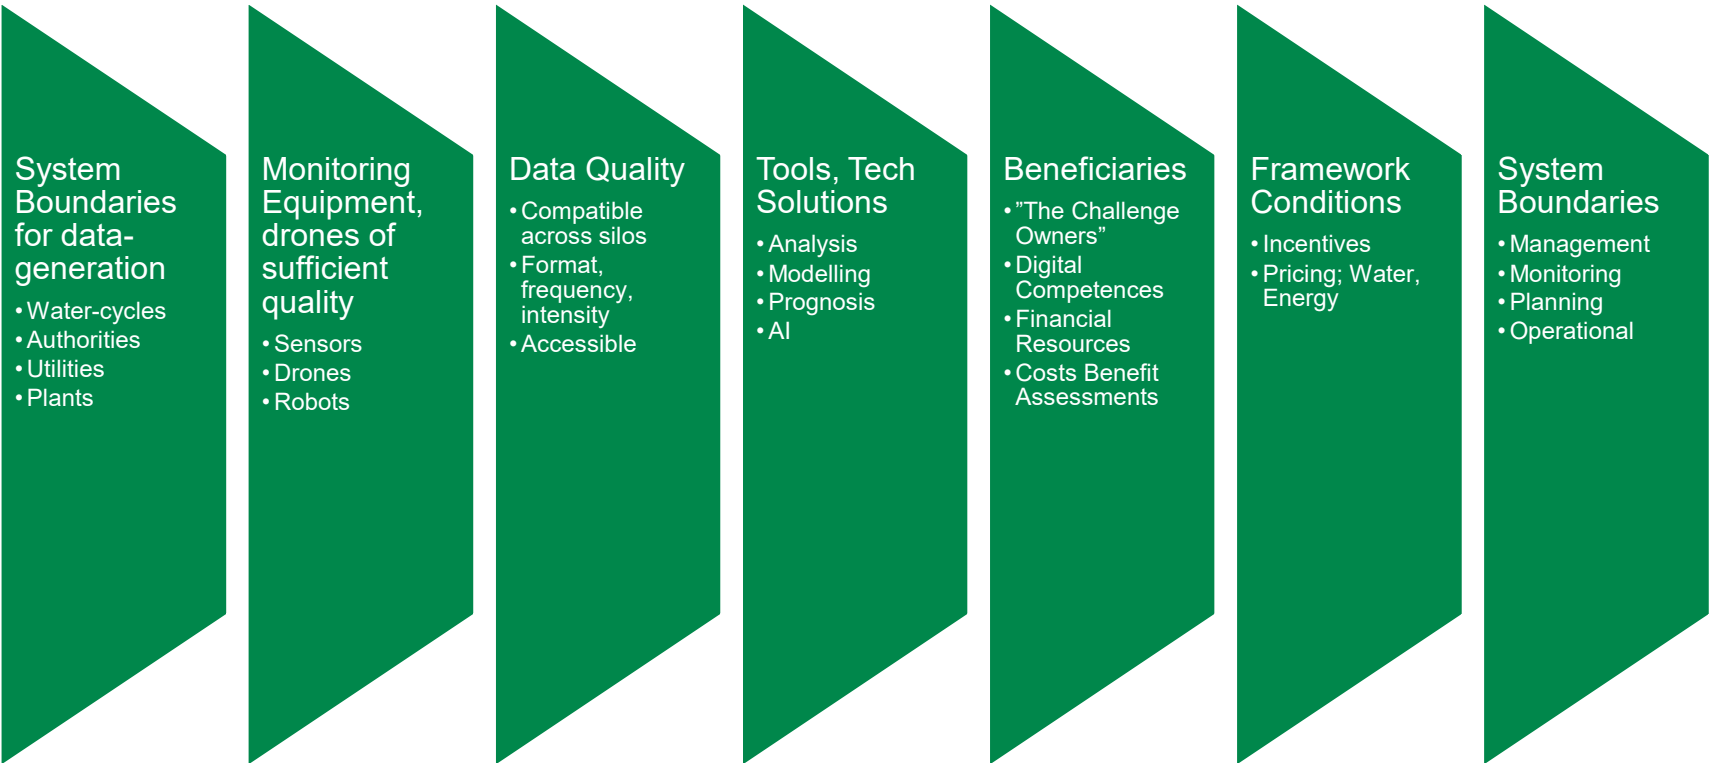 System
Boundaries
for data-
generation
• Water-cycles
• Authorities
• Utilities
• Plants
Monitoring
Equipment,
drones of
sufficient
quality
• Sensors
• Drones
• Robots
Data Quality
• Compatible
across silos
• Format,
frequency,
intensity
• Accessible
Tools, Tech
Solutions
• Analysis
• Modelling
• Prognosis
• AI
Beneficiaries
• ”The Challenge
Owners”
• Digital
Competences
• Financial
Resources
• Costs Benefit
Assessments
Framework
Conditions
• Incentives
• Pricing; Water,
Energy
System
Boundaries
• Management
• Monitoring
• Planning
• Operational